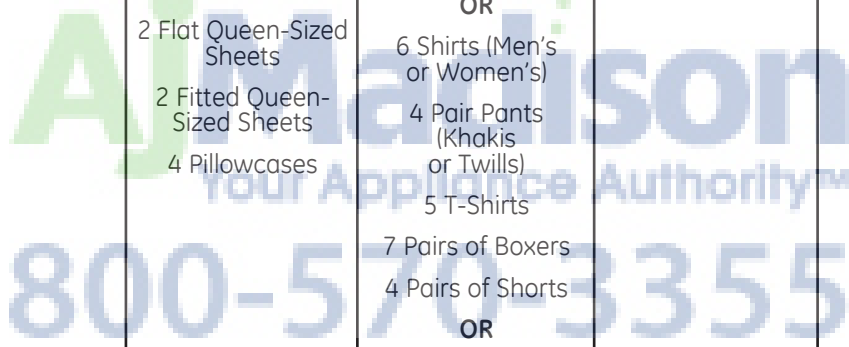 2 Flat Queen-Sized
Sheets
2 Fitted Queen-
Sized Sheets
4 Pillowcases
OR
6 Shirts (Men's
or Women's)
4 Pair Pants
(Khakis
or Twills)
5 T-Shirts
7 Pairs of Boxers
4 Pairs of Shorts
OR
AJMadison
Your Appliance Authority™
800-570-3355